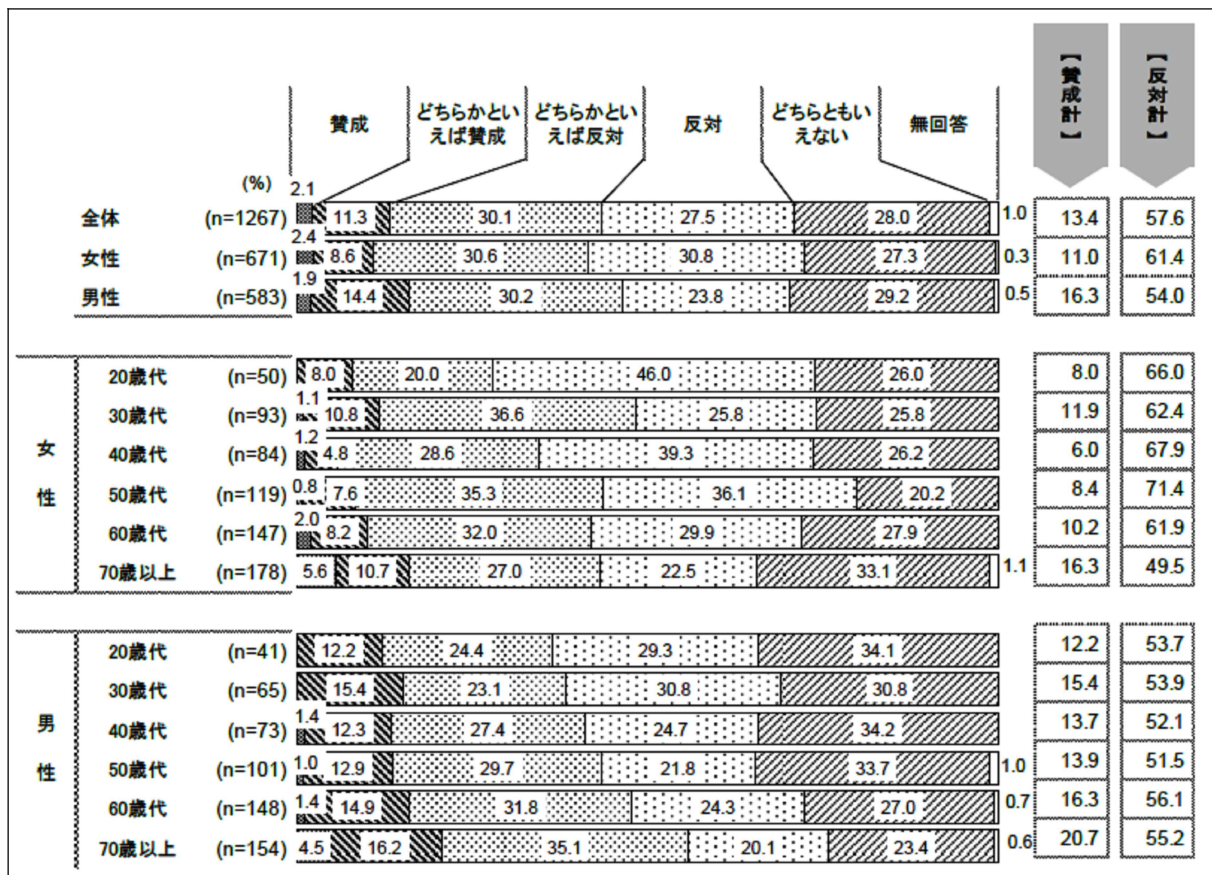 【賛成計】 【反対計】
賛成 どちらかといえば賛成 どちらかといえば反対 反対 どちらともいえない 無回答
(%)
全体 (n=1267) 2.1 11.3 30.1 27.5 28.0 1.0 13.4 57.6
女性 (n=671) 2.4 8.6 30.6 30.8 27.3 0.3 11.0 61.4
男性 (n=583) 1.9 14.4 30.2 23.8 29.2 0.5 16.3 54.0
女性
20歳代 (n=50) 8.0 20.0 46.0 26.0 8.0 66.0
30歳代 (n=93) 1.1 10.8 36.6 25.8 25.8 11.9 62.4
40歳代 (n=84) 1.2 4.8 28.6 39.3 26.2 6.0 67.9
50歳代 (n=119) 0.8 7.6 35.3 36.1 20.2 8.4 71.4
60歳代 (n=147) 2.0 8.2 32.0 29.9 27.9 10.2 61.9
70歳以上 (n=178) 5.6 10.7 27.0 22.5 33.1 1.1 16.3 49.5
男性
20歳代 (n=41) 12.2 24.4 29.3 34.1 12.2 53.7
30歳代 (n=65) 15.4 23.1 30.8 30.8 15.4 53.9
40歳代 (n=73) 1.4 12.3 27.4 24.7 34.2 13.7 52.1
50歳代 (n=101) 1.0 12.9 29.7 21.8 33.7 1.0 13.9 51.5
60歳代 (n=148) 1.4 14.9 31.8 24.3 27.0 0.7 16.3 56.1
70歳以上 (n=154) 4.5 16.2 35.1 20.1 23.4 0.6 20.7 55.2